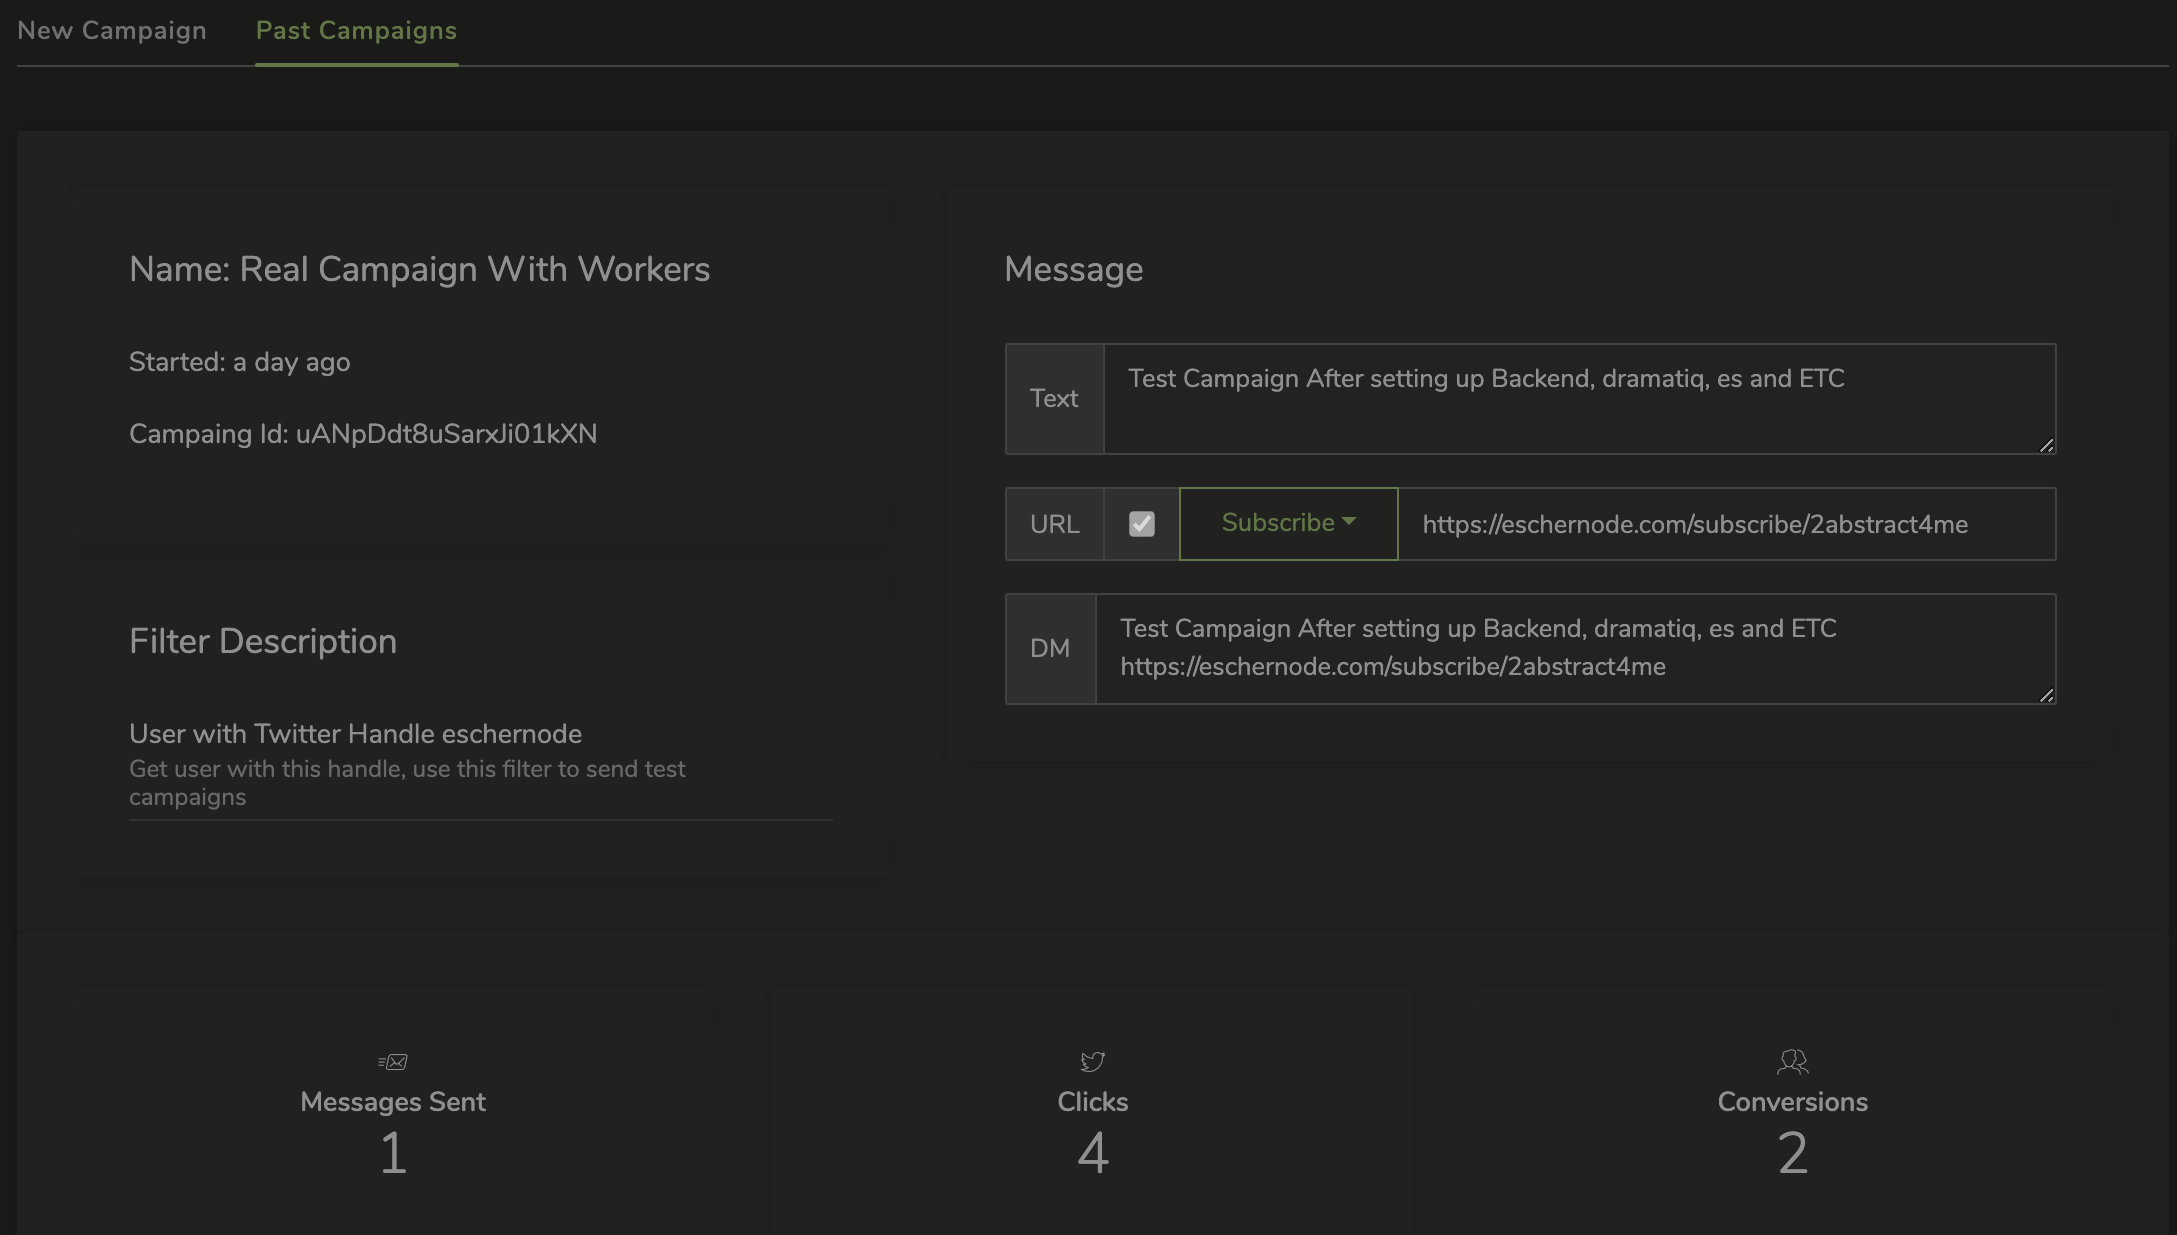 New Campaign
Past Campaigns
Name: Real Campaign With Workers
Started: a day ago
Campaing Id: uANpDdt8uSarxJi01kXN
Filter Description
User with Twitter Handle eschernode
Get user with this handle, use this filter to send test
campaigns
Message
Text
Test Campaign After setting up Backend, dramatiq, es and ETC
URL
Subscribe
https://eschernode.com/subscribe/2abstract4me
DM
Test Campaign After setting up Backend, dramatiq, es and ETC
https://eschernode.com/subscribe/2abstract4me
Messages Sent
1
Clicks
4
Conversions
2